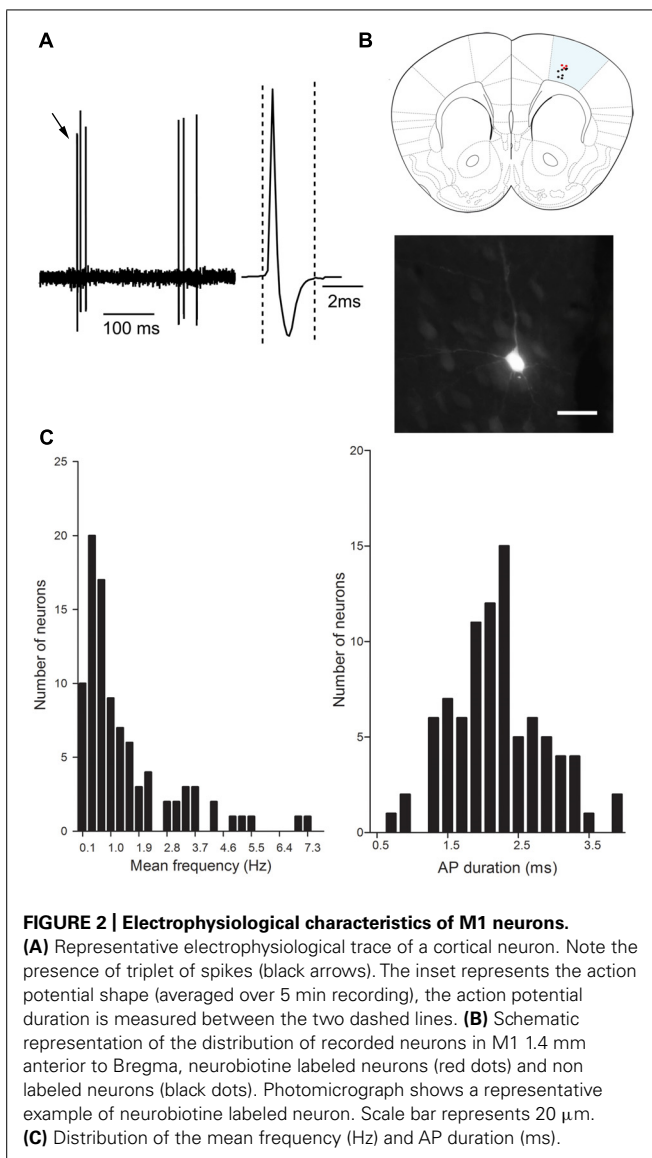 A
B
100 ms
2ms
C
25
20
15
10
5
0
Number of neurons
0.1 1.0 1.9 2.8 3.7 4.6 5.5 6.4 7.3
Mean frequency (Hz)
20
15
10
5
0
Number of neurons
0.5 1.5 2.5 3.5
AP duration (ms)
FIGURE 2 | Electrophysiological characteristics of M1 neurons.
(A) Representative electrophysiological trace of a cortical neuron. Note the
presence of triplet of spikes (black arrows). The inset represents the action
potential shape (averaged over 5 min recording), the action potential
duration is measured between the two dashed lines. (B) Schematic
representation of the distribution of recorded neurons in M1 1.4 mm
anterior to Bregma, neurobiotine labeled neurons (red dots) and non
labeled neurons (black dots). Photomicrograph shows a representative
example of neurobiotine labeled neuron. Scale bar represents 20 μm.
(C) Distribution of the mean frequency (Hz) and AP duration (ms).